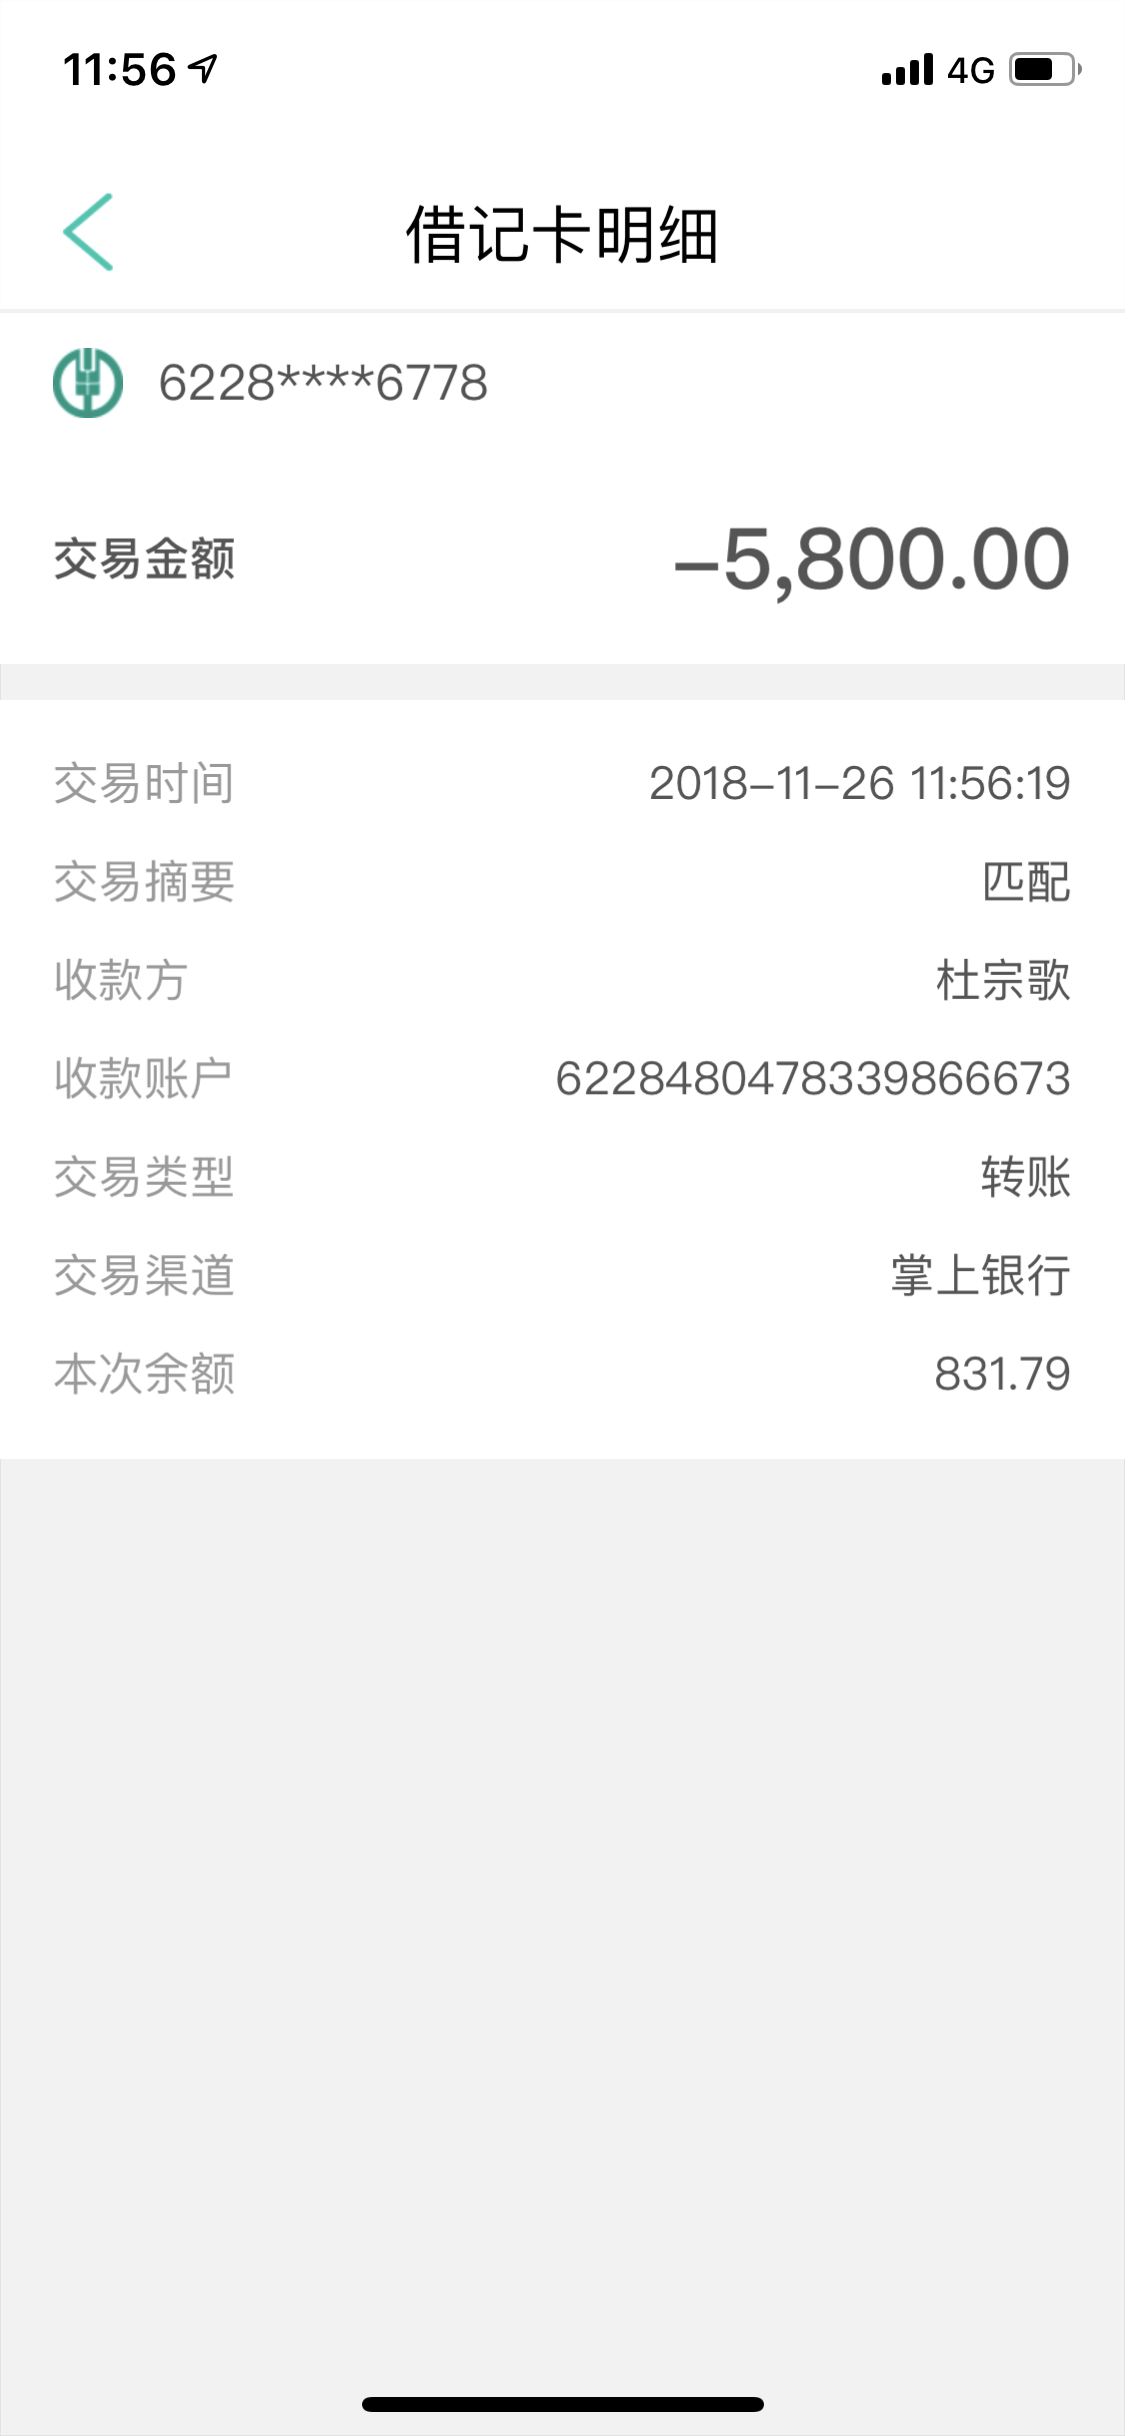 11:56
4G
借记卡明细
6228****6778
交易金额 -5,800.00
交易时间 2018-11-26 11:56:19
交易摘要 匹配
收款方 杜宗歌
收款账户 6228480478339866673
交易类型 转账
交易渠道 掌上银行
本次余额 831.79